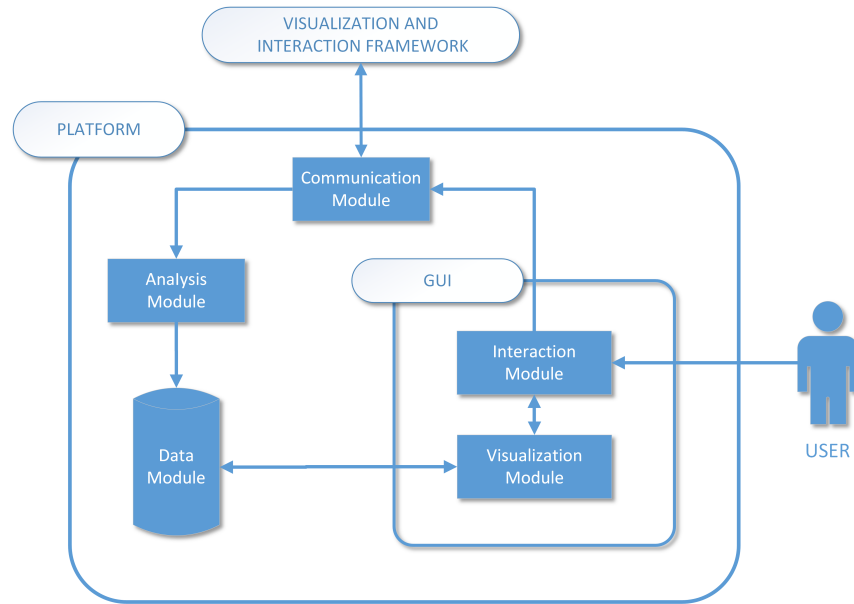 VISUALIZATION AND
INTERACTION FRAMEWORK
PLATFORM
Communication
Module
Analysis
Module
GUI
Interaction
Module
Data
Module
Visualization
Module
USER